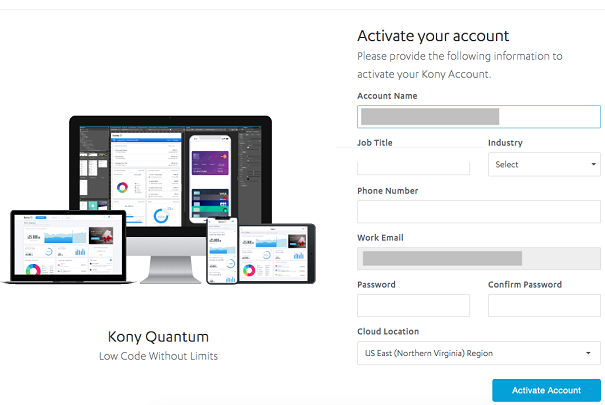 Activate your account
Please provide the following information to
activate your Kony Account.
Account Name
Job Title
Industry
Select
Phone Number
Work Email
Password
Confirm Password
Cloud Location
US East (Northern Virginia) Region
Activate Account
Kony Quantum
Low Code Without Limits